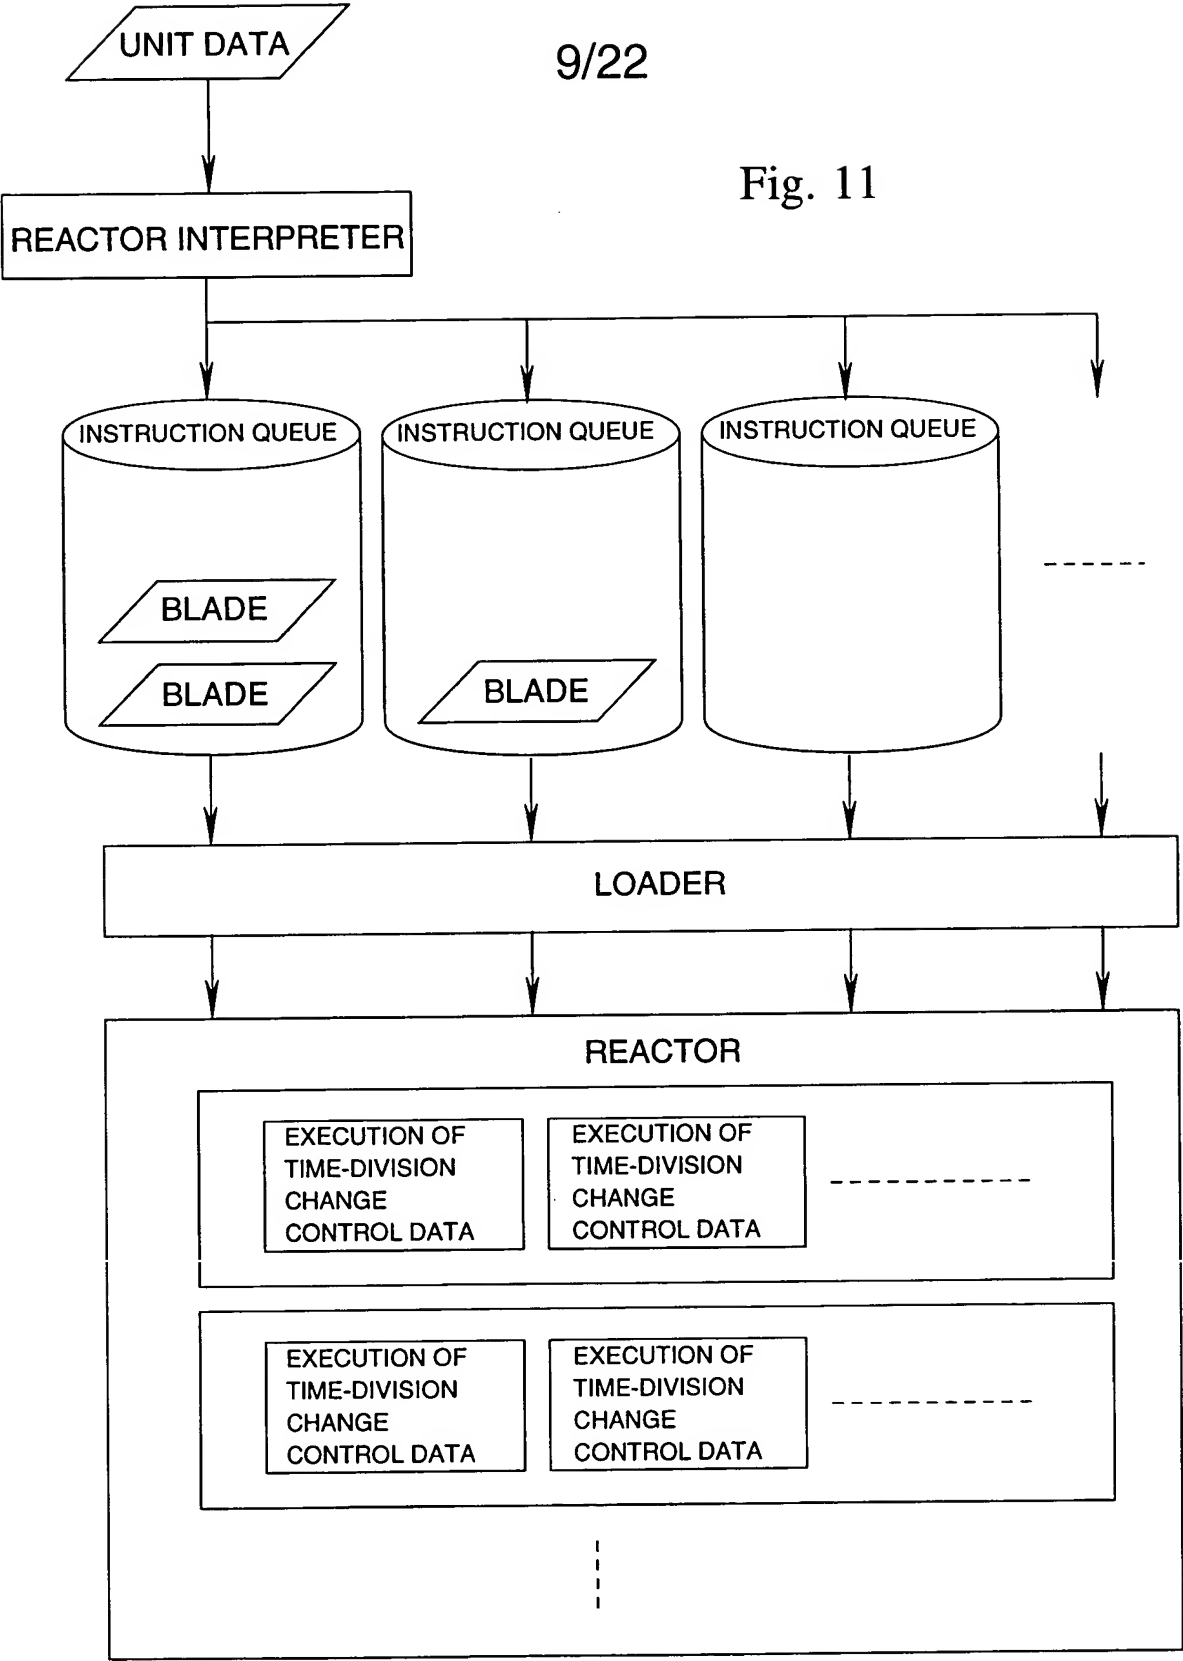 UNIT DATA
9/22
Fig. 11
REACTOR INTERPRETER
INSTRUCTION QUEUE
INSTRUCTION QUEUE
INSTRUCTION QUEUE
BLADE
BLADE
BLADE
LOADER
REACTOR
EXECUTION OF
TIME-DIVISION
CHANGE
CONTROL DATA
EXECUTION OF
TIME-DIVISION
CHANGE
CONTROL DATA
EXECUTION OF
TIME-DIVISION
CHANGE
CONTROL DATA
EXECUTION OF
TIME-DIVISION
CHANGE
CONTROL DATA